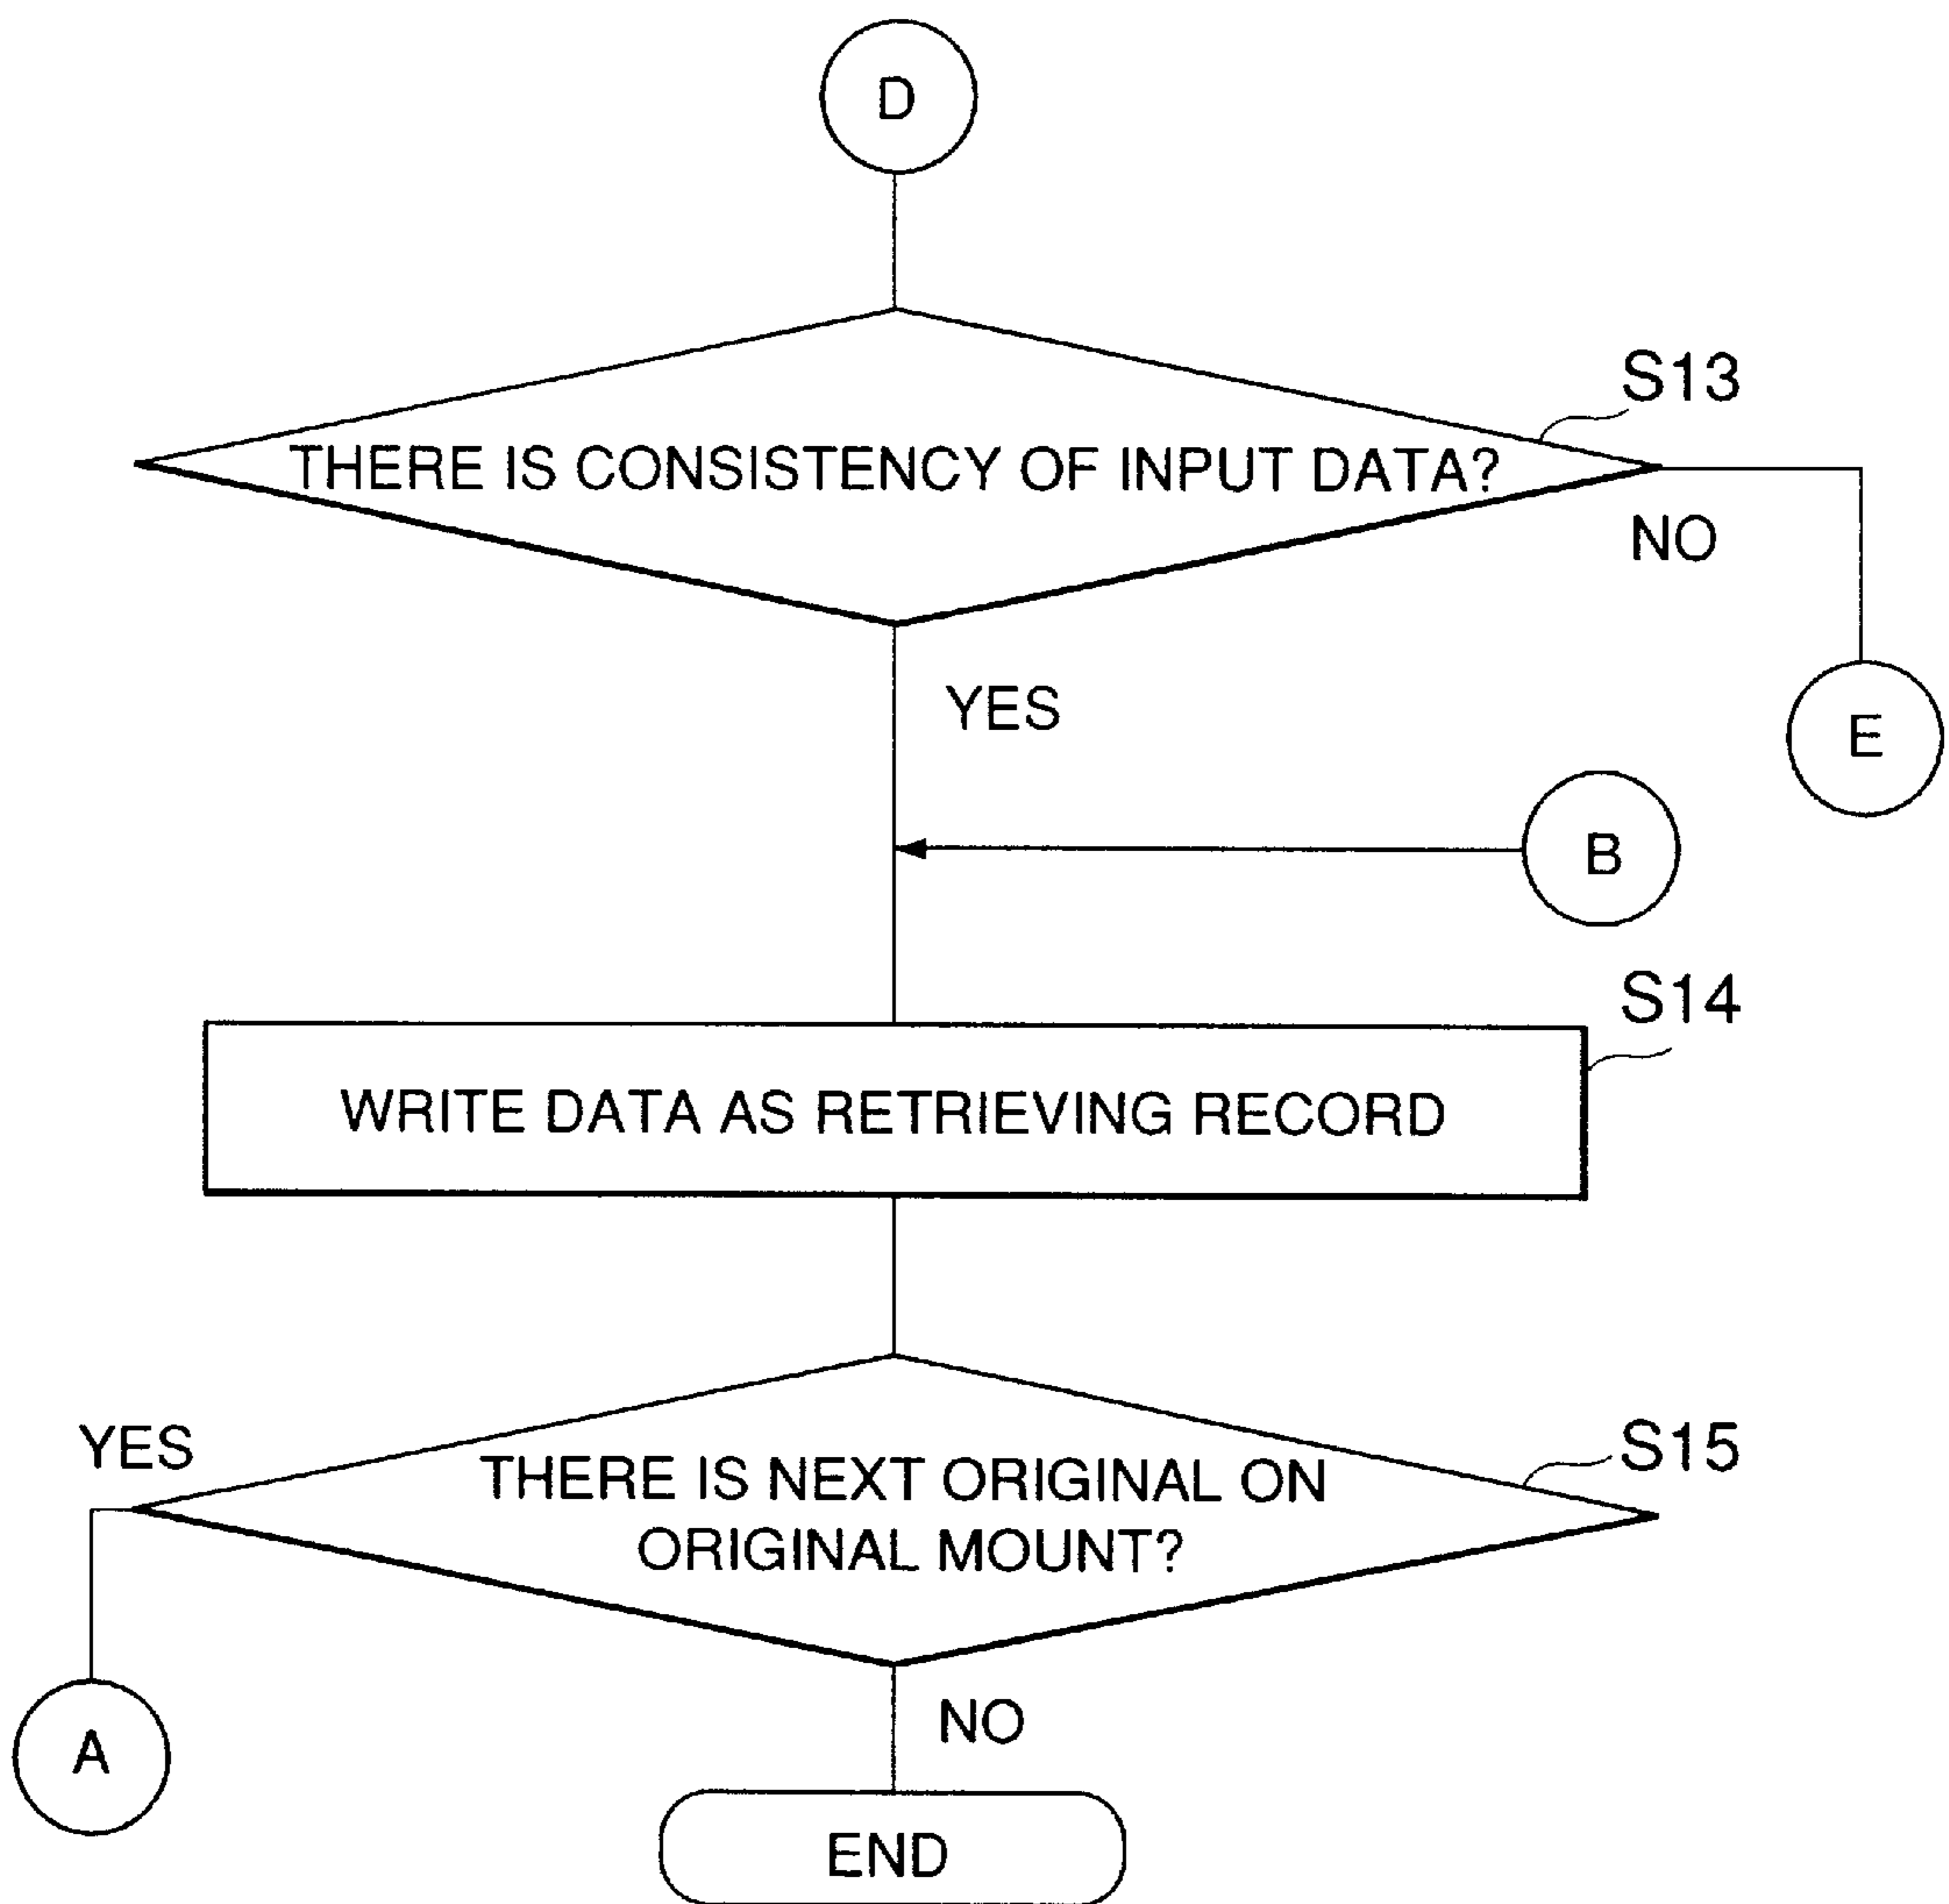 D
S13
THERE IS CONSISTENCY OF INPUT DATA?
NO
YES
E
B
S14
WRITE DATA AS RETRIEVING RECORD
YES
S15
THERE IS NEXT ORIGINAL ON
ORIGINAL MOUNT?
NO
A
END